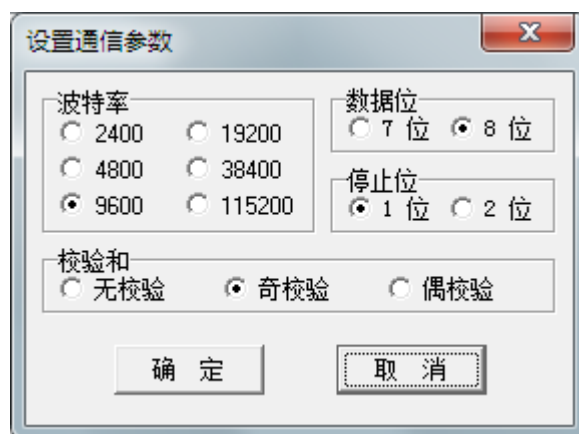 设置通信参数
波特率
2400 19200
4800 38400
9600 115200
数据位
7 位 8 位
停止位
1 位 2 位
校验和
无校验 奇校验 偶校验
确 定 取 消